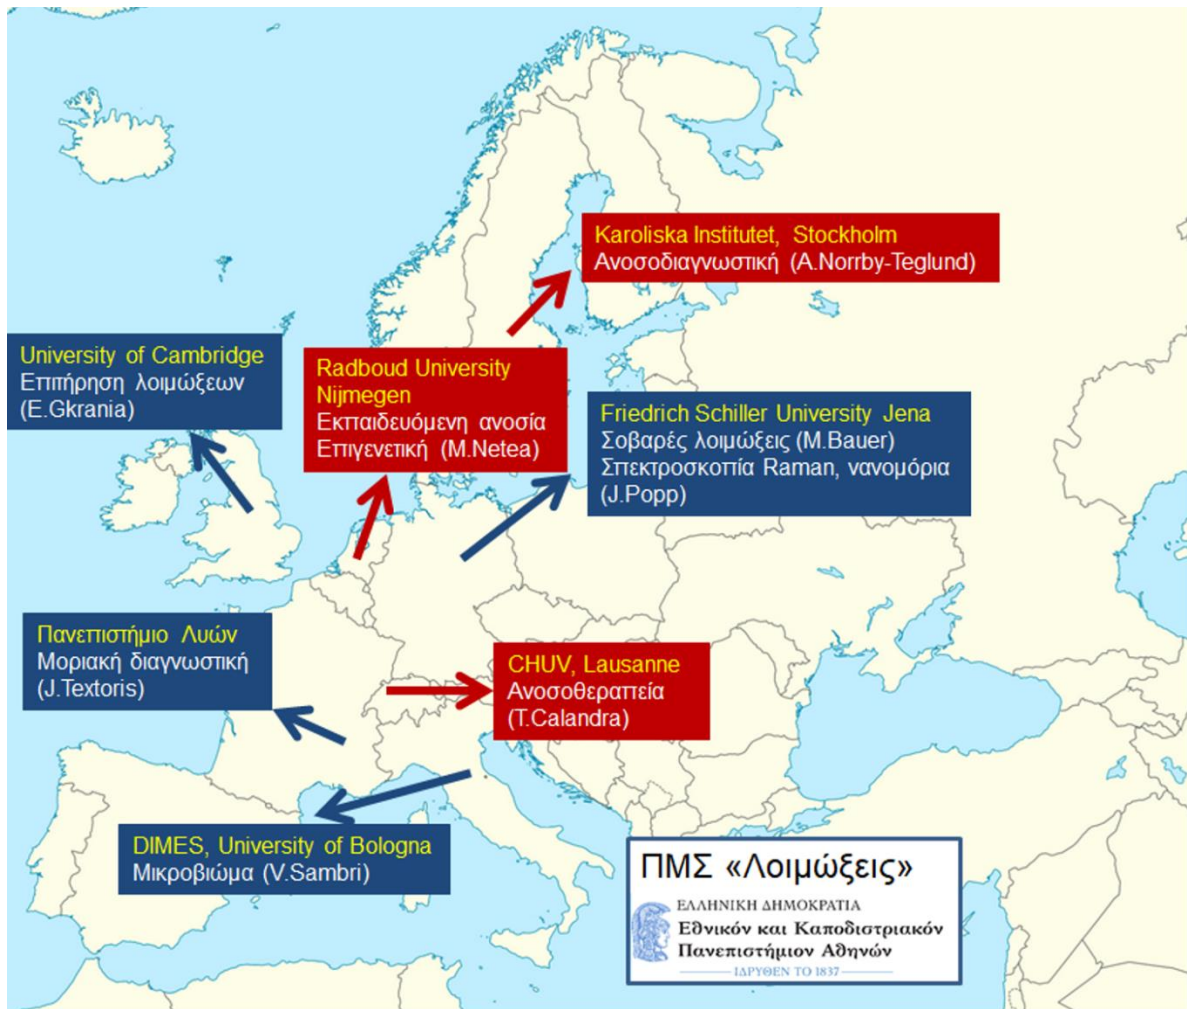 Karoliska Institutet, Stockholm
Ανοσοδιαγνωστική (A.Norrby-Teglund)
University of Cambridge
Επιτήρηση λοιμώξεων
(E.Gkrania)
Radboud University
Nijmegen
Εκπαιδευόμενη ανοσία
Επιγενετική (M.Netea)
Friedrich Schiller University Jena
Σοβαρές λοιμώξεις (M.Bauer)
Σπεκτροσκοπία Raman, νανομόρια
(J.Popp)
Πανεπιστήμιο Λυών
Μοριακή διαγνωστική
(J.Textoris)
CHUV, Lausanne
Ανοσοθεραπεία
(T.Calandra)
DIMES, University of Bologna
Μικροβιώμα (V.Sambri)
ΠΜΣ «Λοιμώξεις»
ΕΛΛΗΝΙΚΗ ΔΗΜΟΚΡΑΤΙΑ
Εθνικόν και Καποδιστριακόν
Πανεπιστήμιον Αθηνών
ΙΔΡΥΘΕΝ ΤΟ 1837